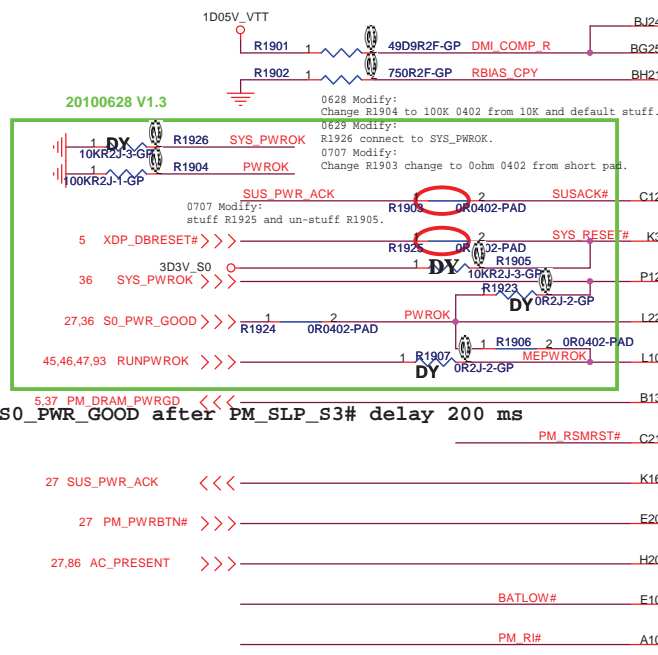 1D05V_VTT
BJ24
R1901 1 49D9R2F-GP DMI_COMP_R BG25
R1902 1 2 750R2F-GP RBIAS_CPY BH21
20100628 V1.3
0628 Modify:
Change R1904 to 100K 0402 from 10K and default stuff.
0629 Modify:
R1926 connect to SYS_PWROK.
0707 Modify:
Change R1903 change to 0ohm 0402 from short pad.
1 DY R1926 SYS_PWROK
10KR2J-3-GP
1 R1904 PWROK
100KR2J-1-GP
SUS_PWR_ACK 1 2 SUSACK# C12
R1903 0R0402-PAD
0707 Modify:
stuff R1925 and un-stuff R1905.
5 XDP_DBRESET# 1 2 SYS_RESET# K3
R1925 0R0402-PAD
3D3V_S0 1 DY R1905
10KR2J-3-GP
36 SYS_PWROK P12
R1923 1
DY 0R2J-2-GP
27,36 S0_PWR_GOOD 1 2 PWROK L22
R1924 0R0402-PAD
1 R1906 2 0R0402-PAD
45,46,47,93 RUNPWROK 1 R1907 MEPWROK L10
DY 0R2J-2-GP
5,37 PM_DRAM_PWRGD B13
S0_PWR_GOOD after PM_SLP_S3# delay 200 ms
PM_RSMRST# C21
27 SUS_PWR_ACK K16
27 PM_PWRBTN# E20
27,86 AC_PRESENT H20
BATLOW# E10
PM_RI# A10